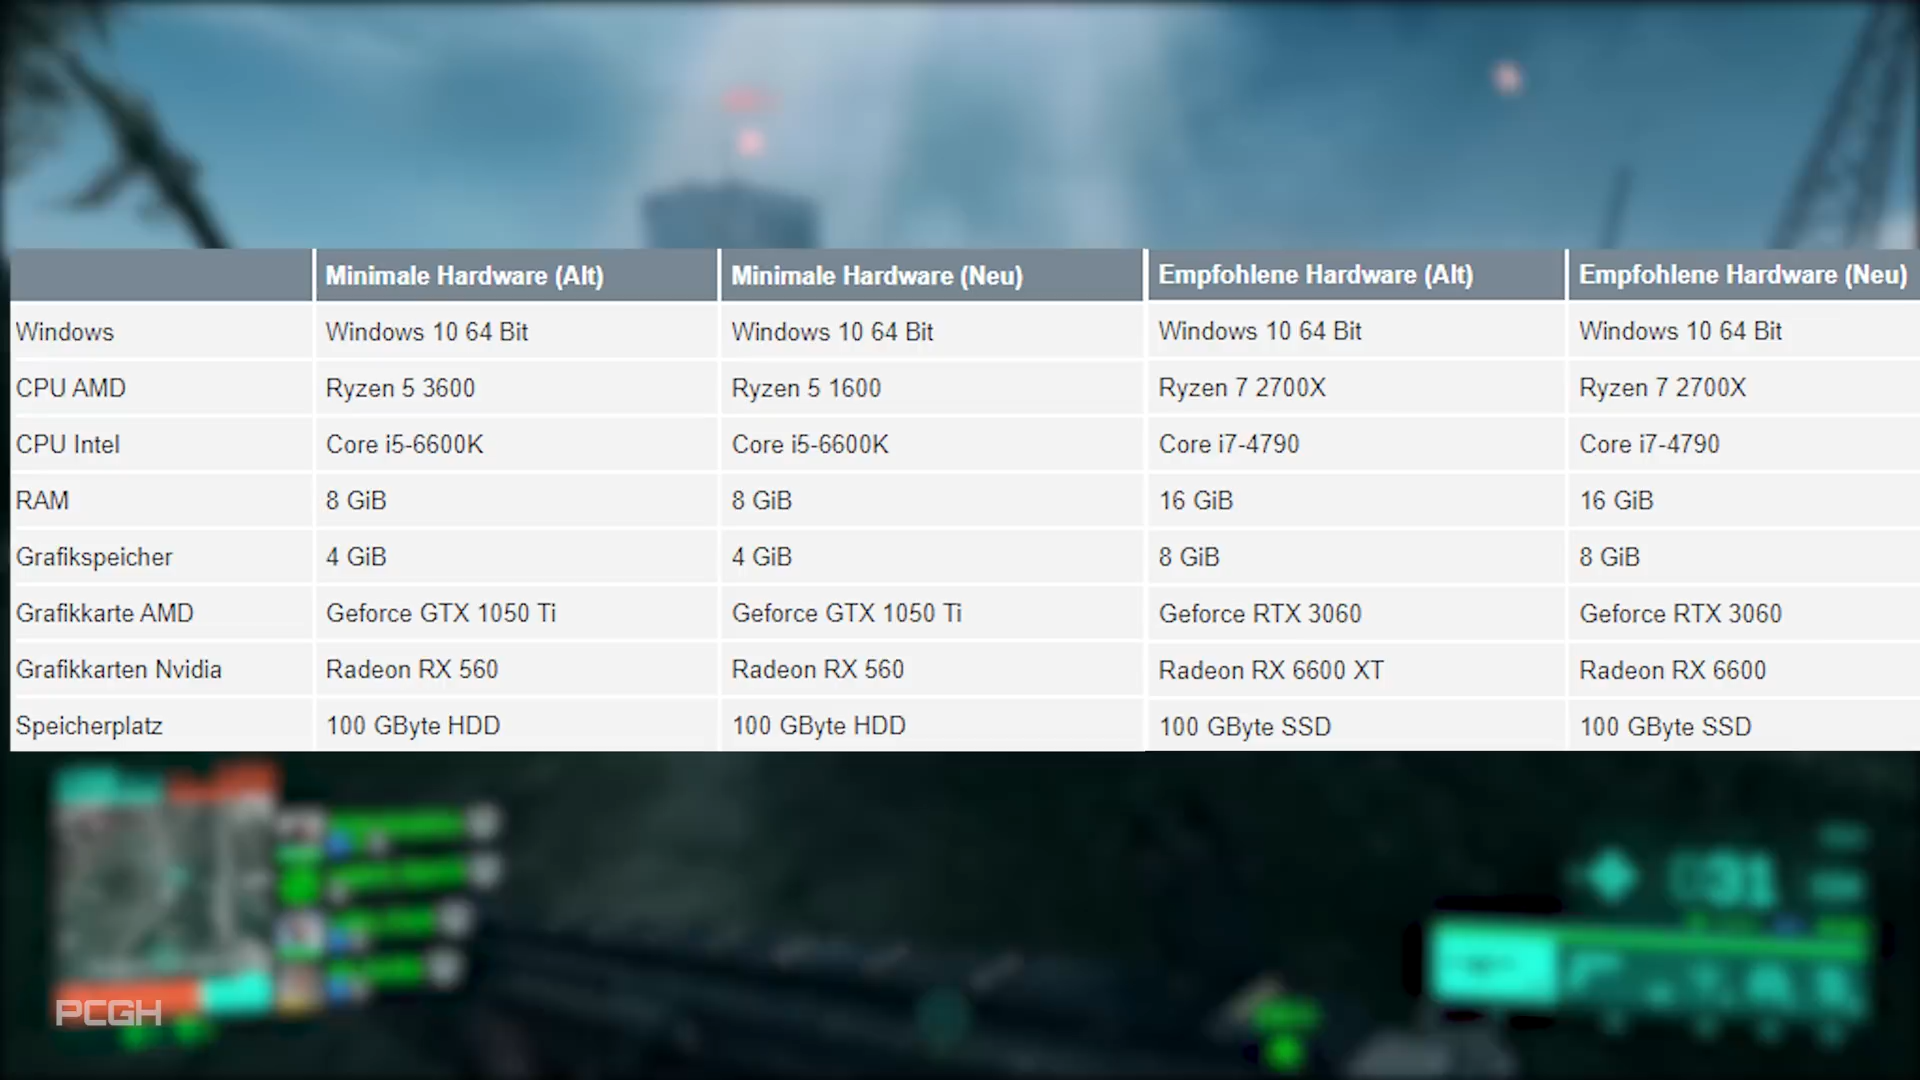 Minimale Hardware (Alt) Minimale Hardware (Neu) Empfohlene Hardware (Alt) Empfohlene Hardware (Neu)
Windows Windows 10 64 Bit Windows 10 64 Bit Windows 10 64 Bit Windows 10 64 Bit
CPU AMD Ryzen 5 3600 Ryzen 5 1600 Ryzen 7 2700X Ryzen 7 2700X
CPU Intel Core i5-6600K Core i5-6600K Core i7-4790 Core i7-4790
RAM 8 GiB 8 GiB 16 GiB 16 GiB
Grafikspeicher 4 GiB 4 GiB 8 GiB 8 GiB
Grafikkarte AMD Geforce GTX 1050 Ti Geforce GTX 1050 Ti Geforce RTX 3060 Geforce RTX 3060
Grafikkarten Nvidia Radeon RX 560 Radeon RX 560 Radeon RX 6600 XT Radeon RX 6600
Speicherplatz 100 GByte HDD 100 GByte HDD 100 GByte SSD 100 GByte SSD
PCGH